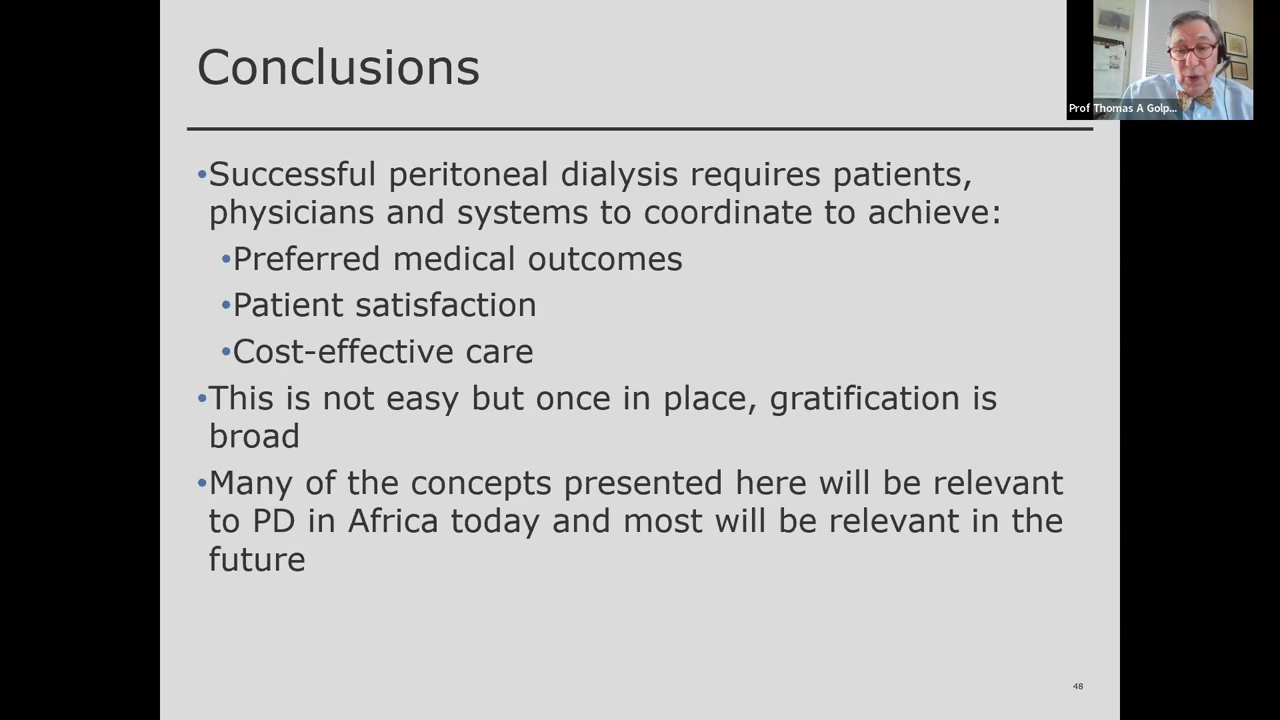 Conclusions
Prof Thomas A Golp...
•Successful peritoneal dialysis requires patients,
physicians and systems to coordinate to achieve:
•Preferred medical outcomes
•Patient satisfaction
•Cost-effective care
•This is not easy but once in place, gratification is
broad
•Many of the concepts presented here will be relevant
to PD in Africa today and most will be relevant in the
future
48